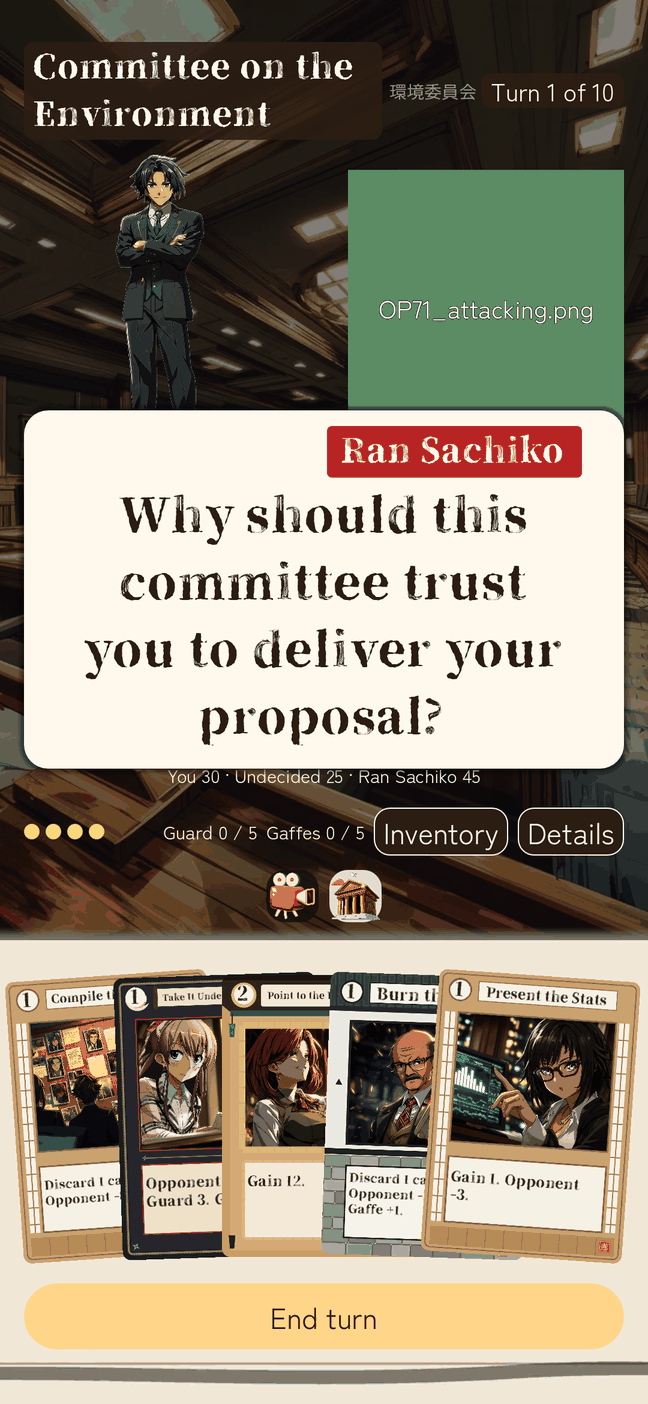 Committee on the
Environment
環境委員会
Turn 1 of 10
OP71_attacking.png
Ran Sachiko
Why should this
committee trust
you to deliver your
proposal?
You 30 · Undecided 25 · Ran Sachiko 45
Guard 0 / 5 Gaffes 0 / 5
Inventory
Details
1 Compile
Discard 1
Opponent
1 Take It
Opponent
Guard 3.
2 Point to the
Gain 12.
1 Burn
Discard 1
Opponent
Gaffe +1.
1 Present the Stats
Gain 1. Opponent
-3.
End turn